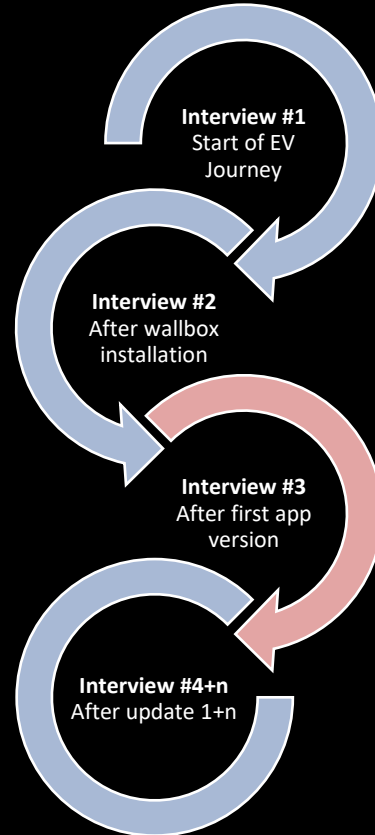 Interview #1
Start of EV
Journey
Interview #2
After wallbox
installation
Interview #3
After first app
version
Interview #4+n
After update 1+n